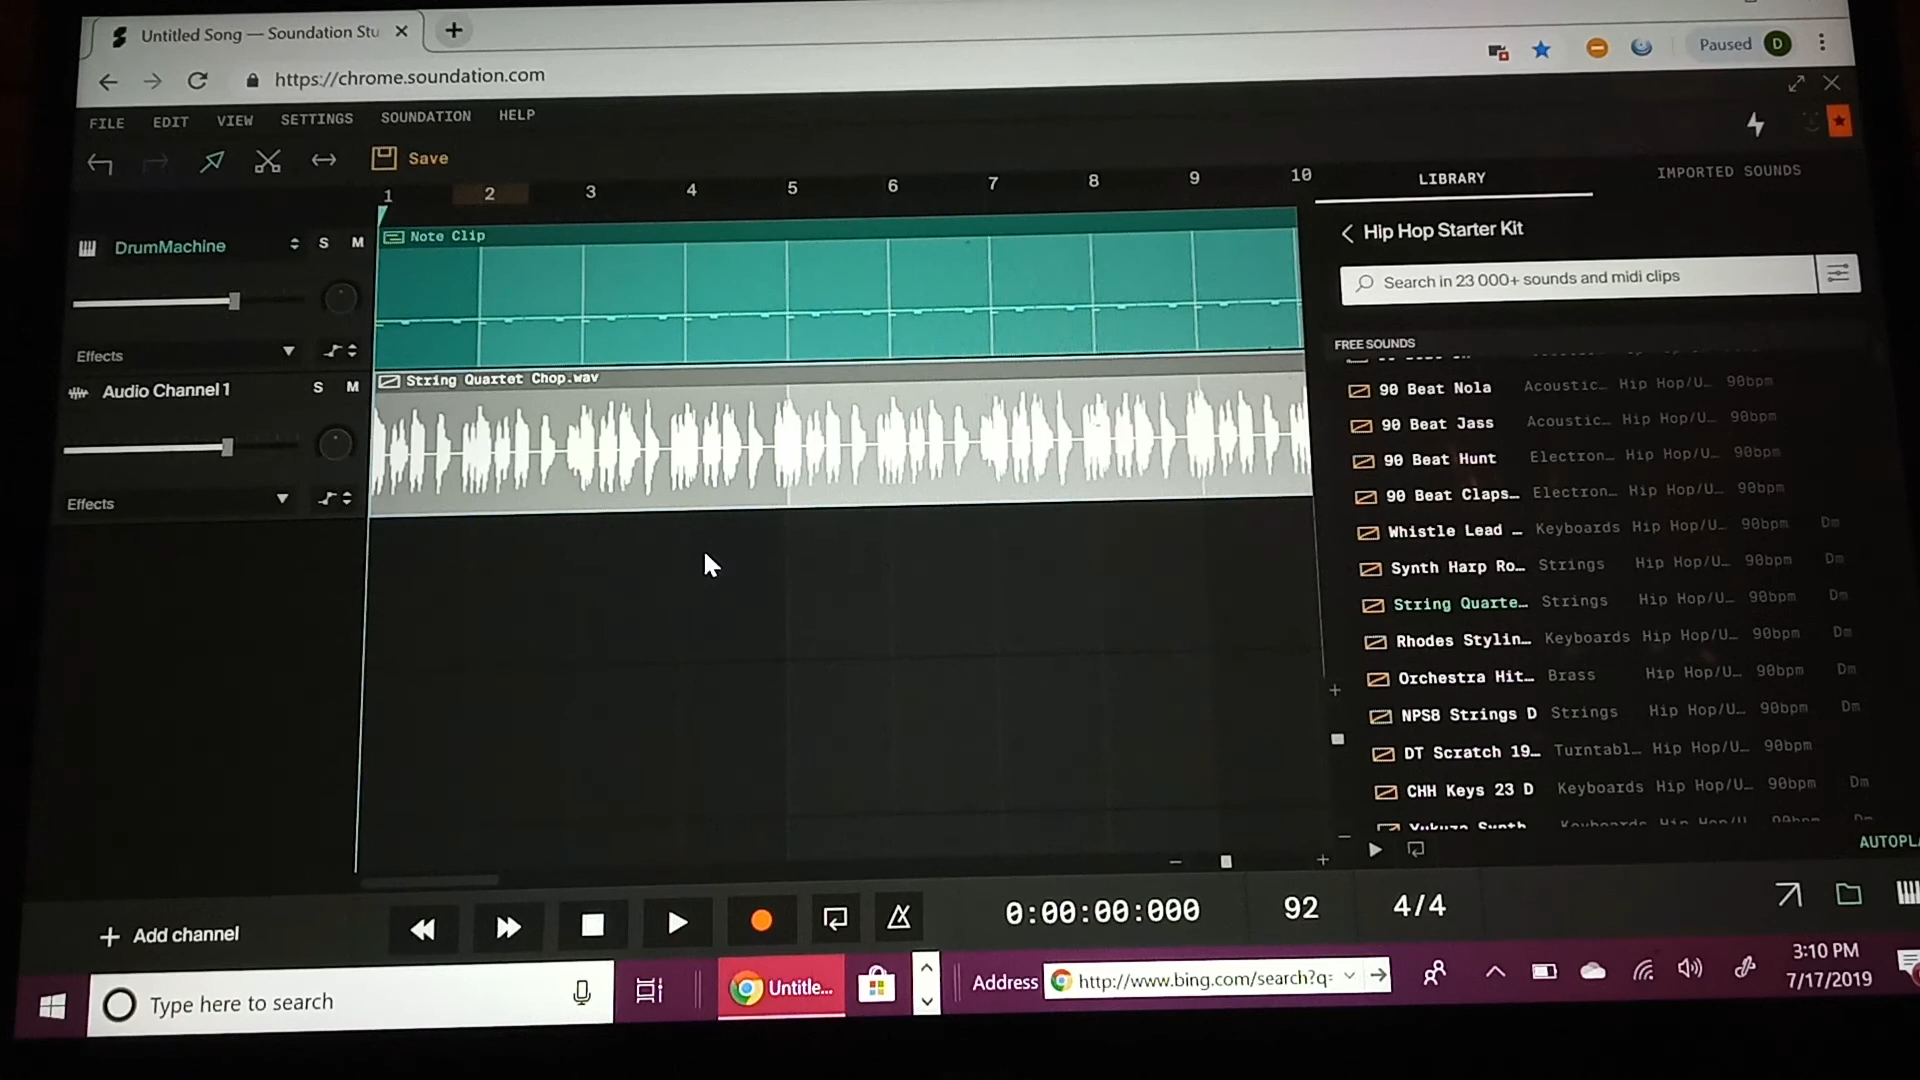 Untitled Song — Soundation Stu
https://chrome.soundation.com
Paused D
FILE EDIT VIEW SETTINGS SOUNDATION HELP
Save
1 2 3 4 5 6 7 8 9 10
LIBRARY IMPORTED SOUNDS
Hip Hop Starter Kit
Search in 23 000+ sounds and midi clips
DrumMachine S M
Note Clip
Effects
Audio Channel 1 S M
String Quartet Chop.wav
Effects
FREE SOUNDS
90 Beat Nola Acoustic… Hip Hop/U… 90bpm
90 Beat Jass Acoustic… Hip Hop/U… 90bpm
90 Beat Hunt Electron… Hip Hop/U… 90bpm
90 Beat Claps… Electron… Hip Hop/U… 90bpm
Whistle Lead … Keyboards Hip Hop/U… 90bpm Dm
Synth Harp Ro… Strings Hip Hop/U… 90bpm Dm
String Quarte… Strings Hip Hop/U… 90bpm Dm
Rhodes Stylin… Keyboards Hip Hop/U… 90bpm Dm
Orchestra Hit… Brass Hip Hop/U… 90bpm Dm
NPS8 Strings D Strings Hip Hop/U… 90bpm Dm
DT Scratch 19… Turntabl… Hip Hop/U… 90bpm
CHH Keys 23 D Keyboards Hip Hop/U… 90bpm Dm
AUTOPLA
+ Add channel
0:00:00:000 92 4/4
Type here to search
Untitle...
Address http://www.bing.com/search?q=
3:10 PM
7/17/2019